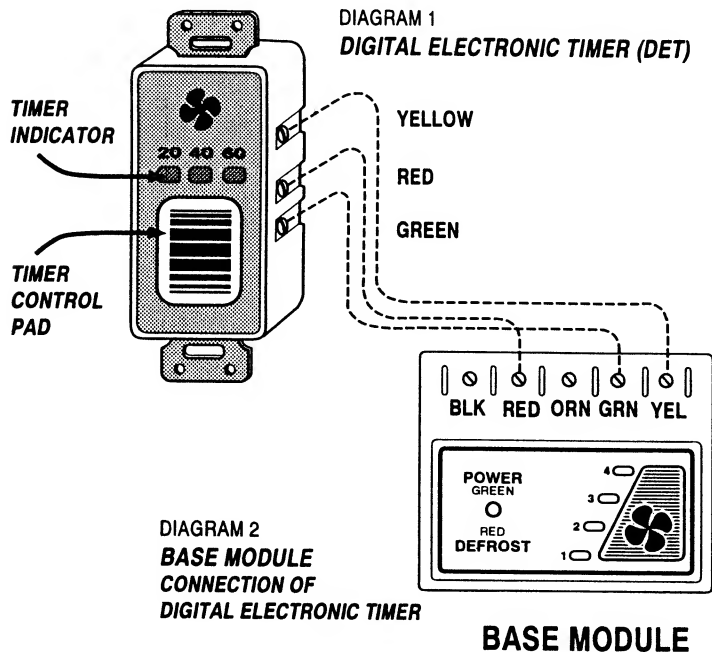 DIAGRAM 1
DIGITAL ELECTRONIC TIMER (DET)
TIMER
INDICATOR
20 40 60
YELLOW
RED
GREEN
TIMER
CONTROL
PAD
BLK RED ORN GRN YEL
POWER
GREEN
RED
DEFROST
4
3
2
1
DIAGRAM 2
BASE MODULE
CONNECTION OF
DIGITAL ELECTRONIC TIMER
BASE MODULE